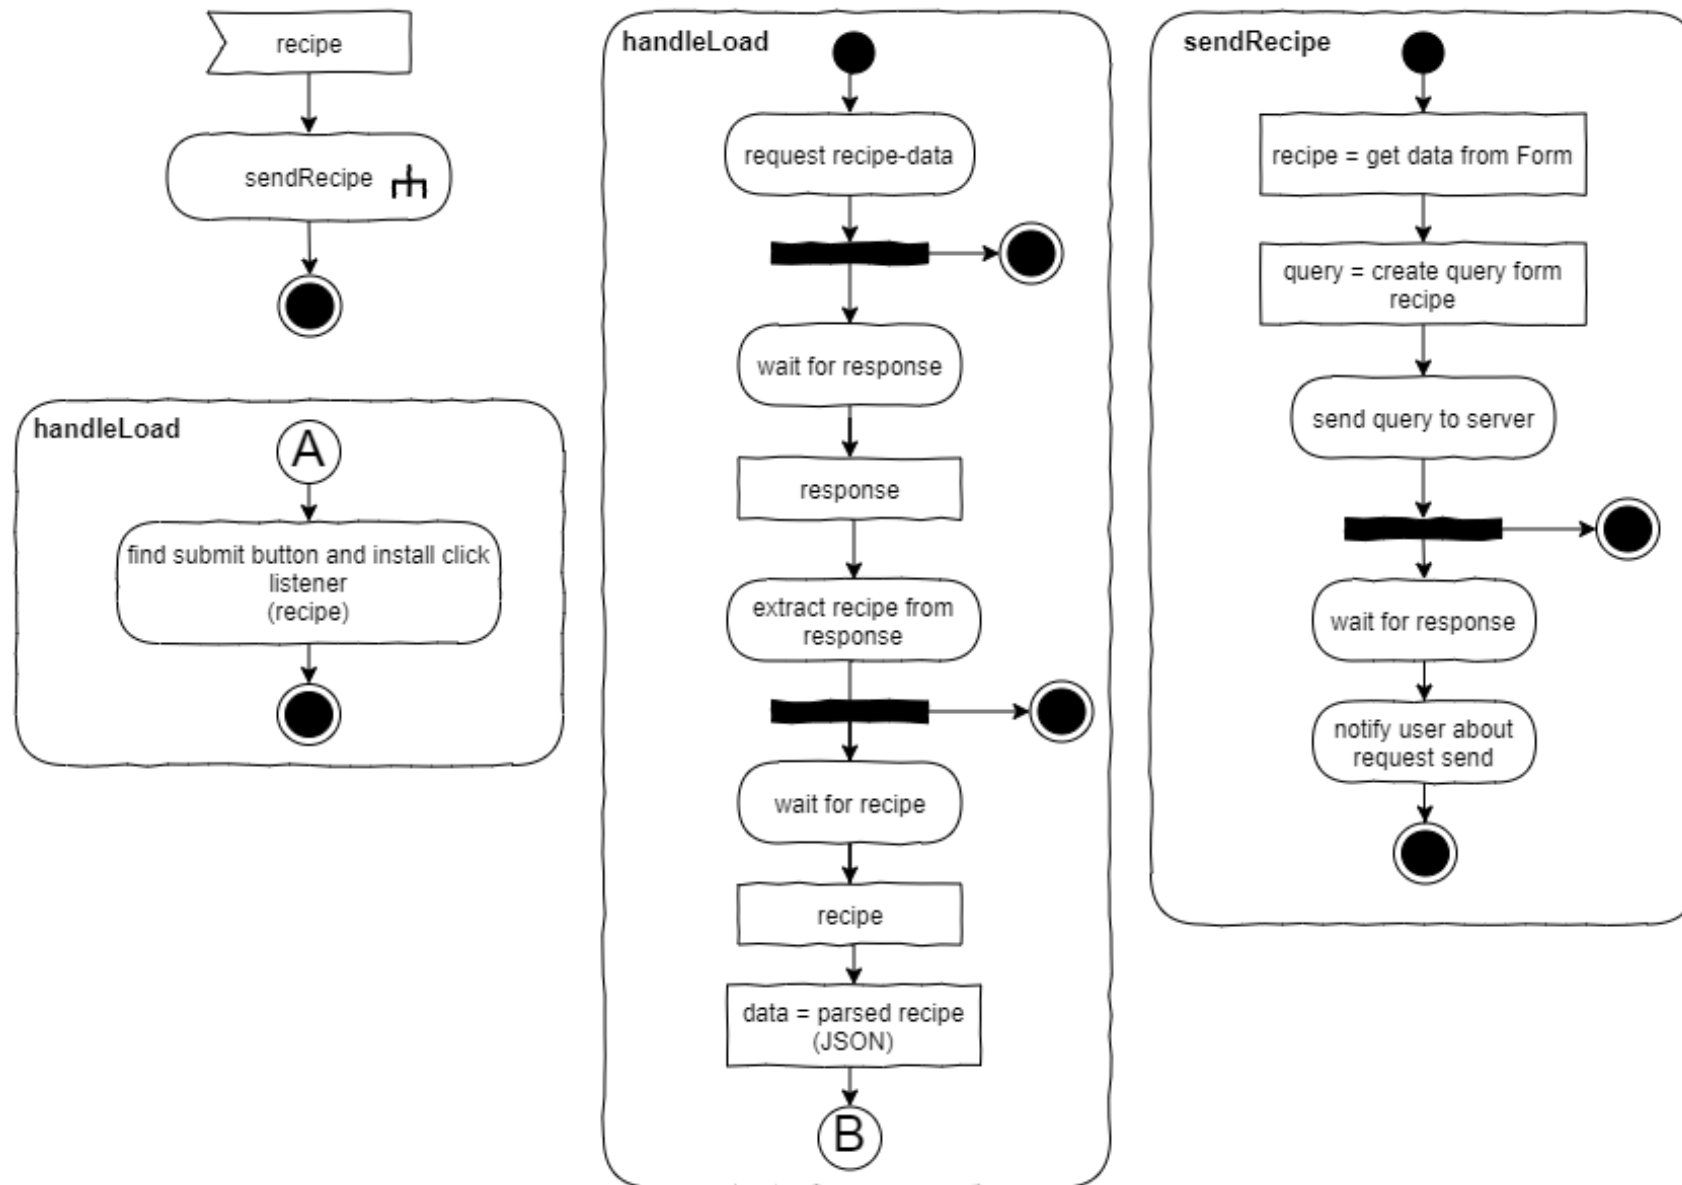 recipe
sendRecipe
handleLoad
A
find submit button and install click
listener
(recipe)
handleLoad
request recipe-data
wait for response
response
extract recipe from
response
wait for recipe
recipe
data = parsed recipe
(JSON)
B
sendRecipe
recipe = get data from Form
query = create query form
recipe
send query to server
wait for response
notify user about
request send